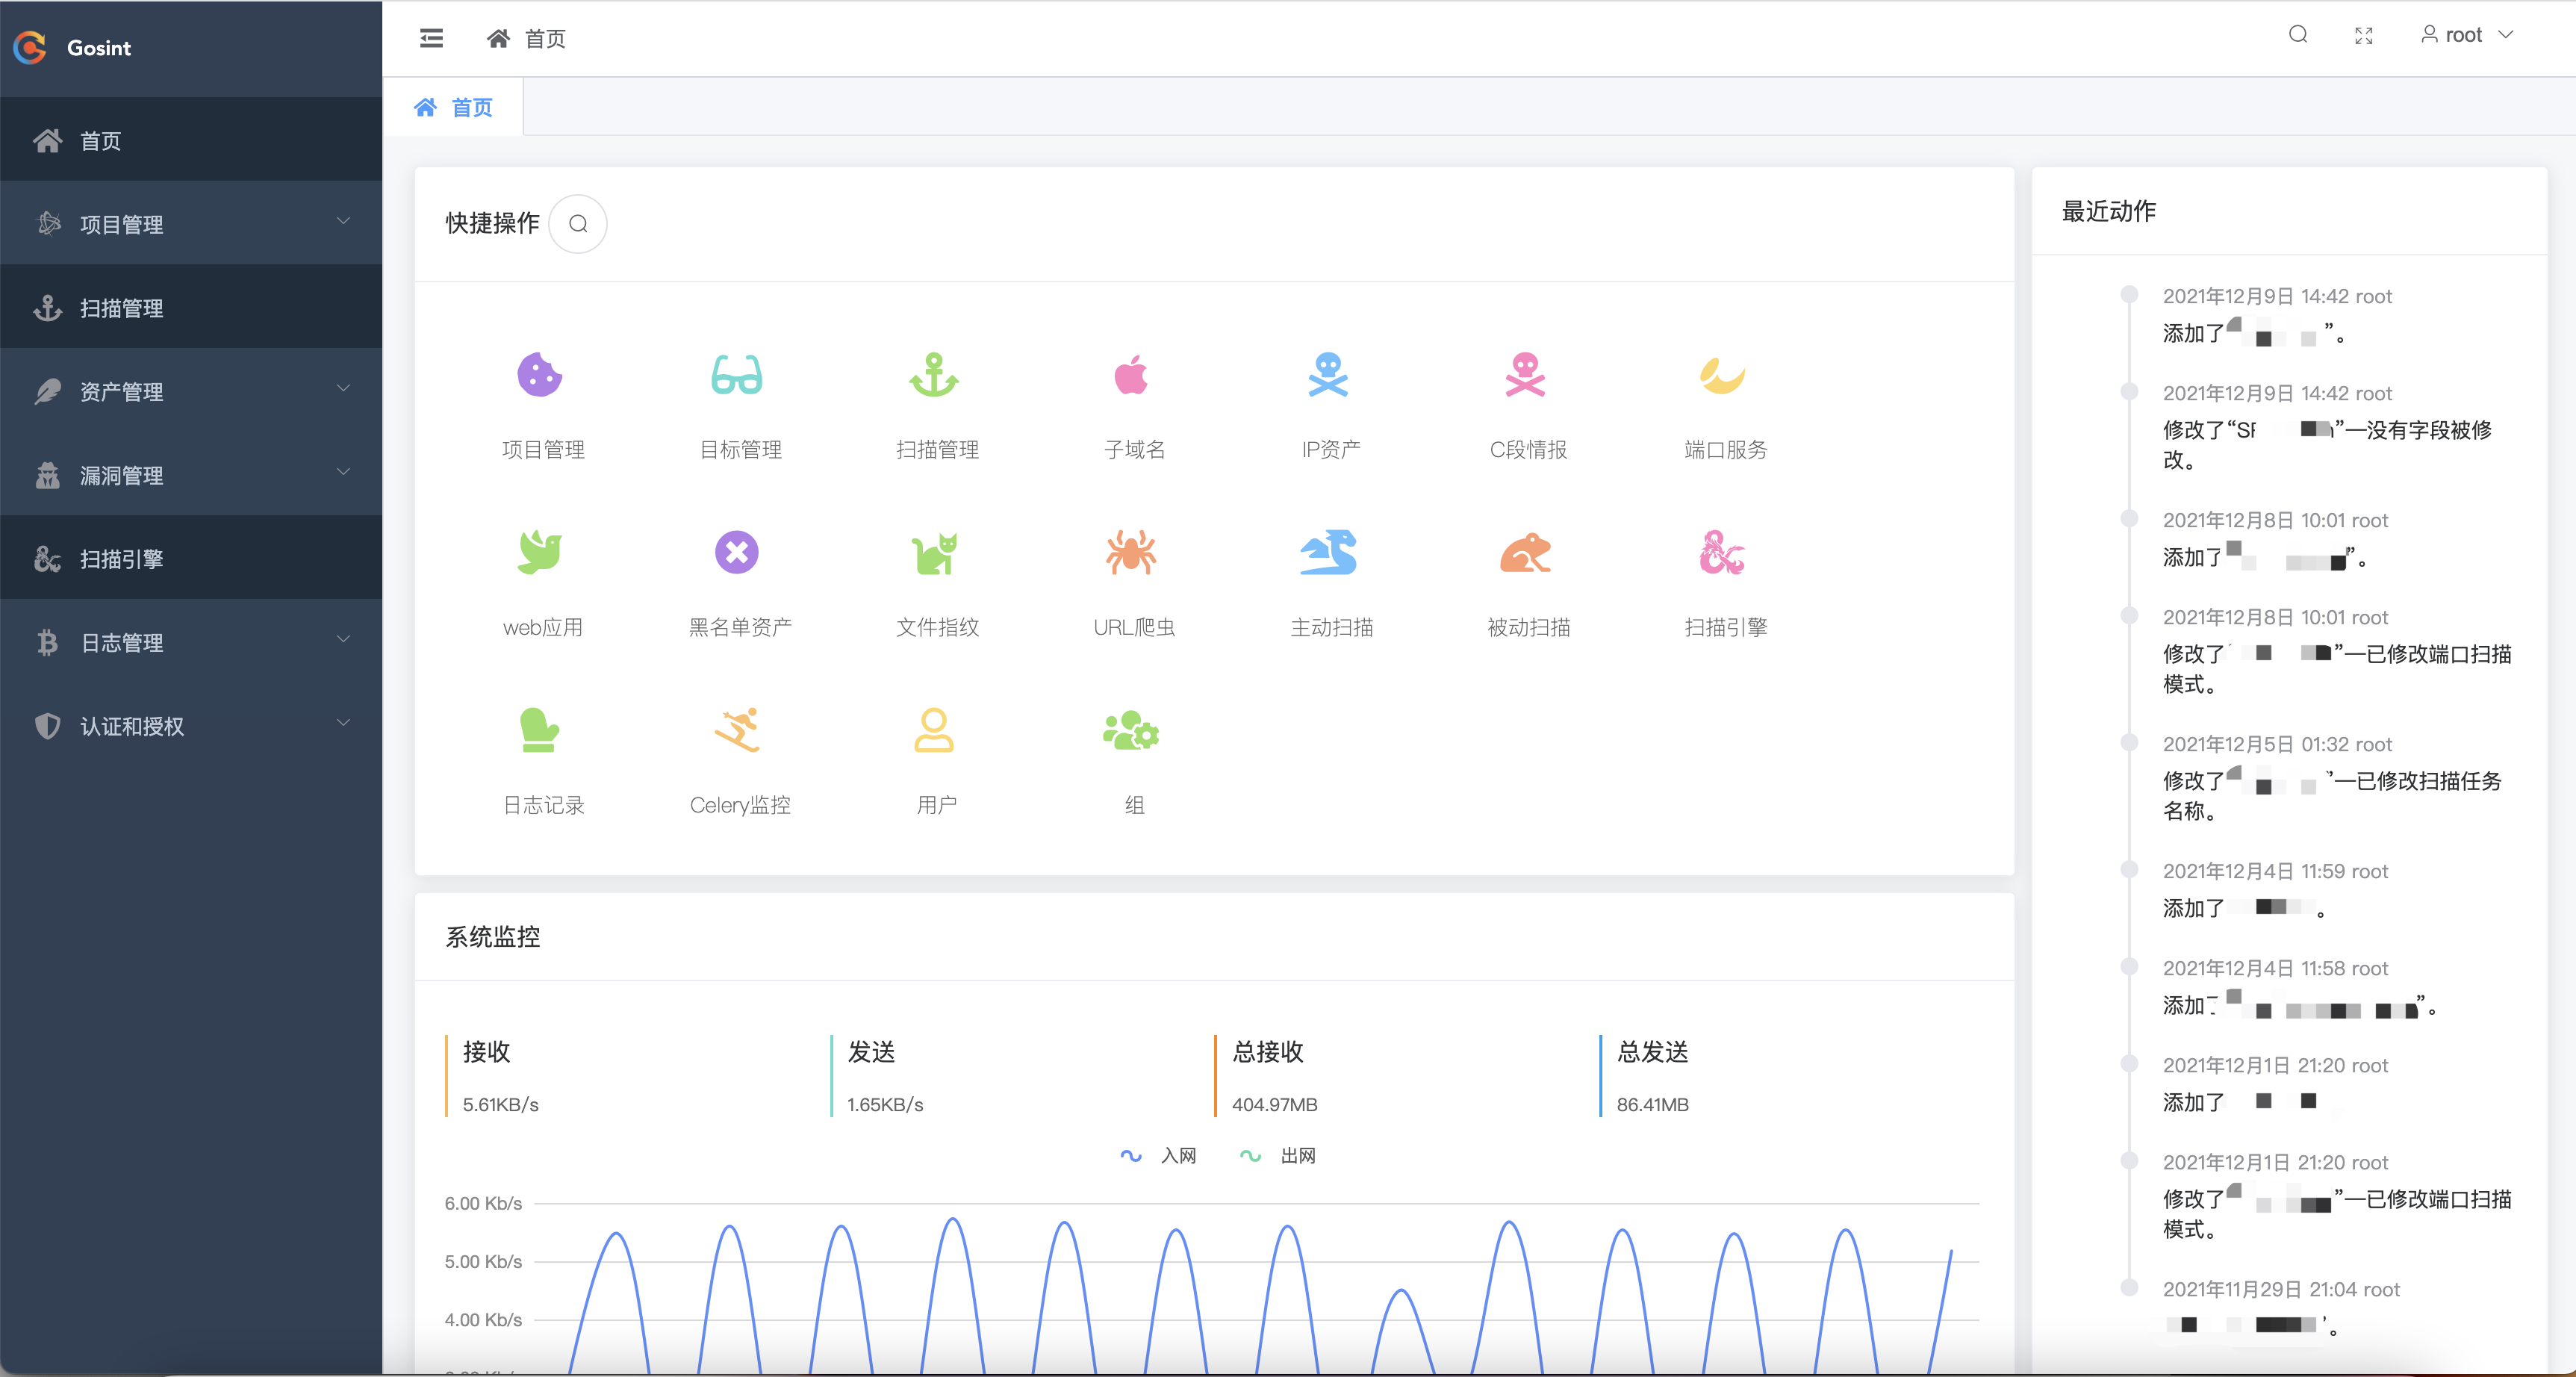 Gosint
首页
项目管理
扫描管理
资产管理
漏洞管理
扫描引擎
日志管理
认证和授权
首页
root
首页
快捷操作
项目管理
目标管理
扫描管理
子域名
IP资产
C段情报
端口服务
web应用
黑名单资产
文件指纹
URL爬虫
主动扫描
被动扫描
扫描引擎
日志记录
Celery监控
用户
组
系统监控
接收
5.61KB/s
发送
1.65KB/s
总接收
404.97MB
总发送
86.41MB
入网
出网
6.00 Kb/s
5.00 Kb/s
4.00 Kb/s
最近动作
2021年12月9日 14:42 root
添加了“ ”。
2021年12月9日 14:42 root
修改了“ ”—没有字段被修
改。
2021年12月8日 10:01 root
添加了 ”。
2021年12月8日 10:01 root
修改了 ”—已修改端口扫描
模式。
2021年12月5日 01:32 root
修改了 ”—已修改扫描任务
名称。
2021年12月4日 11:59 root
添加了 。
2021年12月4日 11:58 root
添加了 ”。
2021年12月1日 21:20 root
添加了
2021年12月1日 21:20 root
修改了 ”—已修改端口扫描
模式。
2021年11月29日 21:04 root